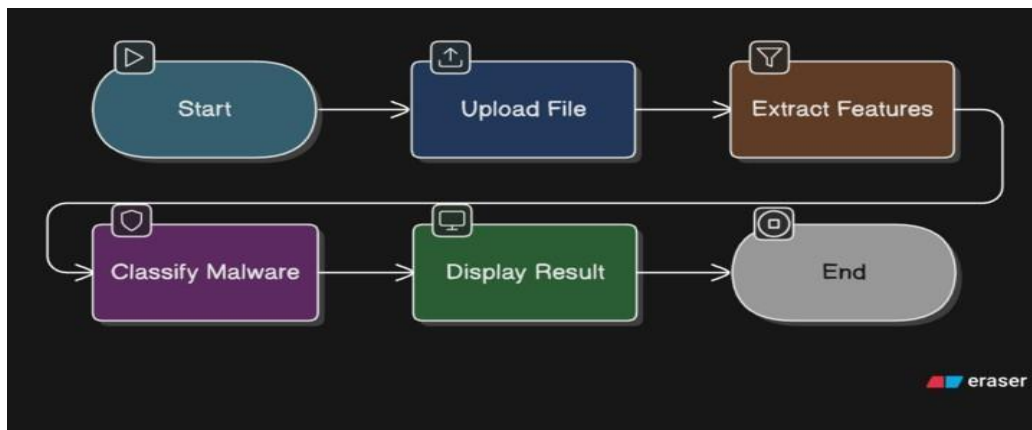 Start
Upload File
Extract Features
Classify Malware
Display Result
End
eraser